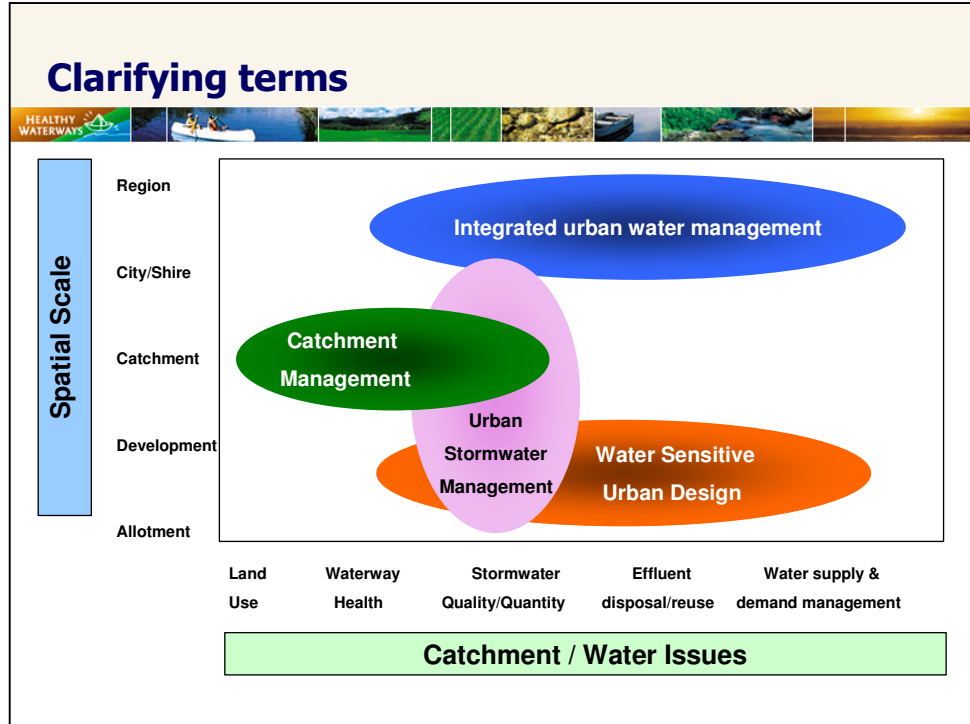 Clarifying terms
HEALTHY
WATERWAYS
Spatial Scale
Region
City/Shire
Catchment
Development
Allotment
Integrated urban water management
Catchment
Management
Urban
Stormwater
Management
Water Sensitive
Urban Design
Land
Use
Waterway
Health
Stormwater
Quality/Quantity
Effluent
disposal/reuse
Water supply &
demand management
Catchment / Water Issues